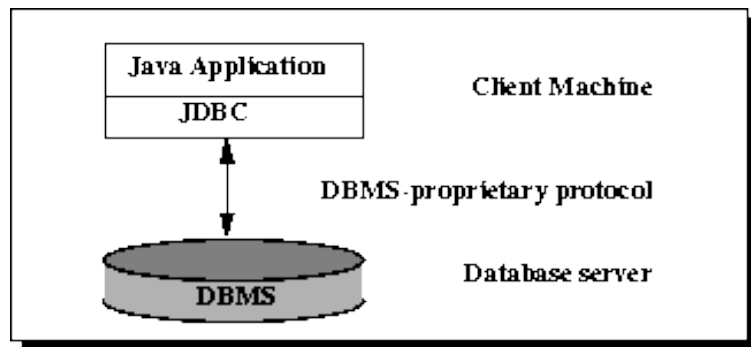 Java Application
Client Machine
JDBC
DBMS-proprietary protocol
Database server
DBMS